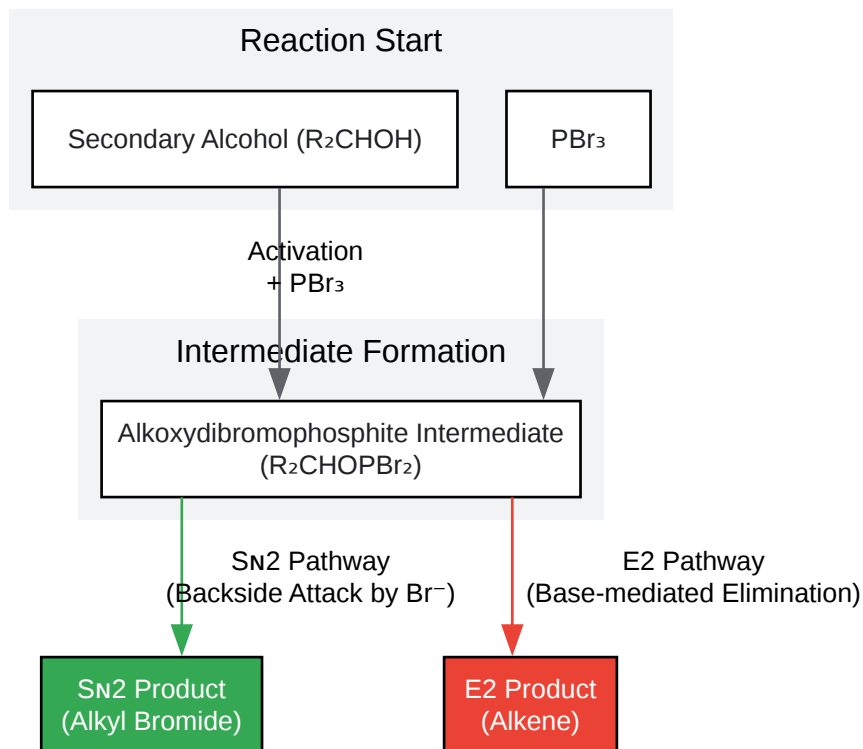 Reaction Start
Secondary Alcohol (R₂CHOH)
PBr₃
Activation
+ PBr₃
Intermediate Formation
Alkoxydibromophosphite Intermediate
(R₂CHOPBr₂)
Sɴ2 Pathway
(Backside Attack by Br⁻)
E2 Pathway
(Base-mediated Elimination)
Sɴ2 Product
(Alkyl Bromide)
E2 Product
(Alkene)